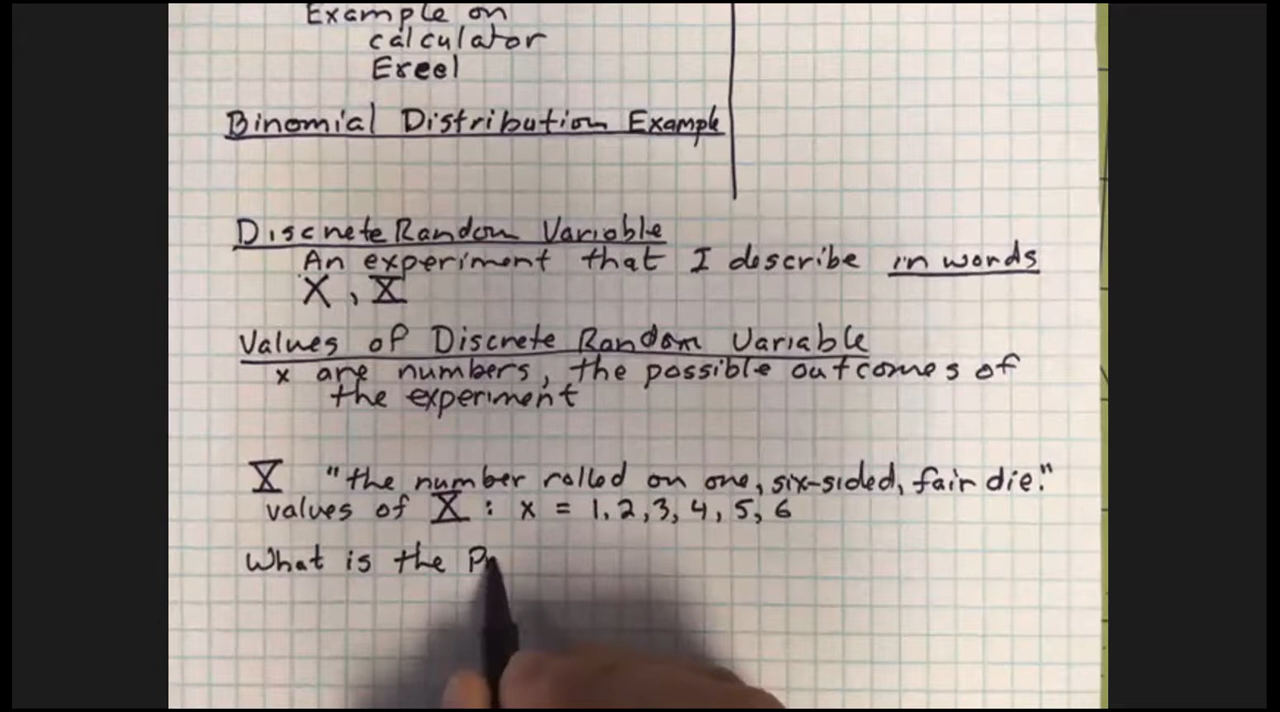 Example on
calculator
Excel
Binomial Distribution Example
Discrete Random Variable
An experiment that I describe in words
X, X
Values of Discrete Random Variable
x are numbers, the possible outcomes of
the experiment
X "the number rolled on one, six-sided, fair die."
values of X : x = 1, 2, 3, 4, 5, 6
What is the